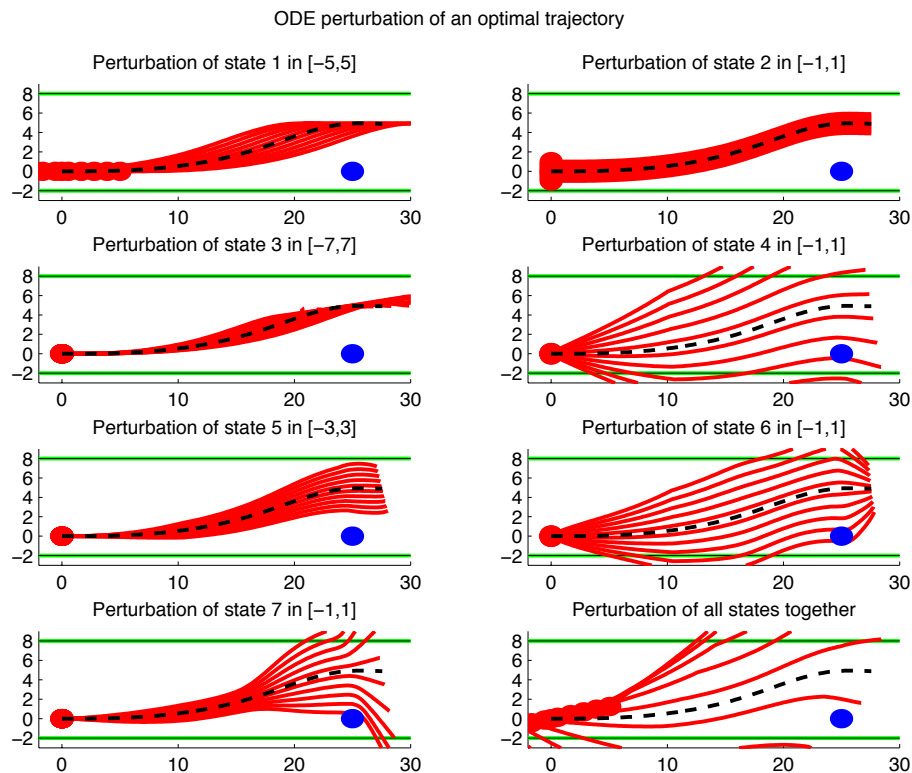 ODE perturbation of an optimal trajectory
Perturbation of state 1 in [−5,5]
8
6
4
2
0
−2
0 10 20 30
Perturbation of state 2 in [−1,1]
8
6
4
2
0
−2
0 10 20 30
Perturbation of state 3 in [−7,7]
8
6
4
2
0
−2
0 10 20 30
Perturbation of state 4 in [−1,1]
8
6
4
2
0
−2
0 10 20 30
Perturbation of state 5 in [−3,3]
8
6
4
2
0
−2
0 10 20 30
Perturbation of state 6 in [−1,1]
8
6
4
2
0
−2
0 10 20 30
Perturbation of state 7 in [−1,1]
8
6
4
2
0
−2
0 10 20 30
Perturbation of all states together
8
6
4
2
0
−2
0 10 20 30